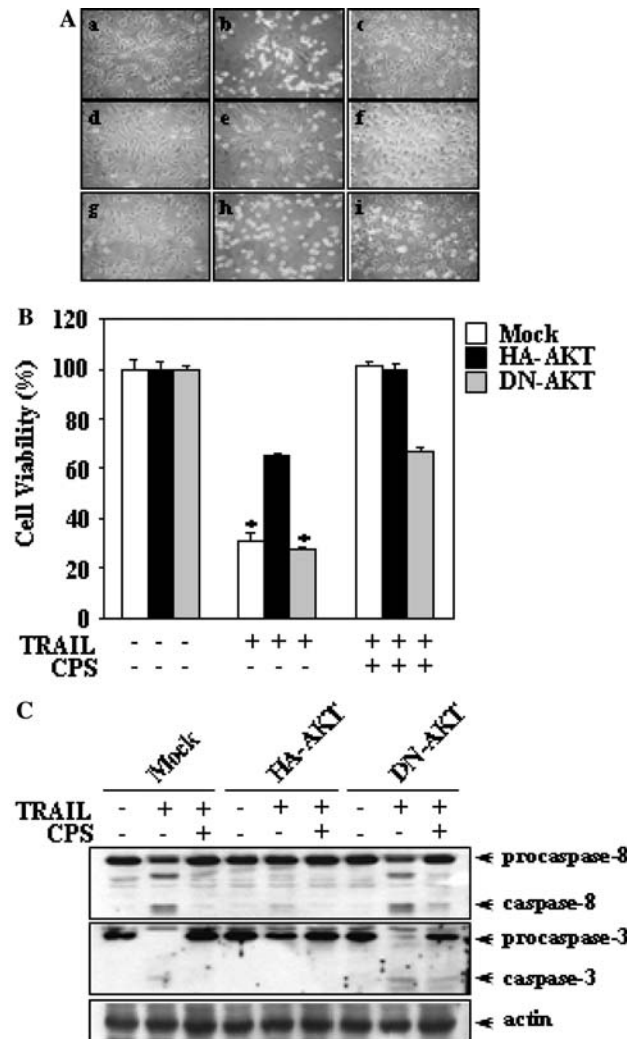 A
a b c
d e f
g h i
B
120
100
80
60
40
20
0
Cell Viability (%)
Mock
HA-AKT
DN-AKT
* *
TRAIL - - - + + + + + +
CPS - - - - - - + + +
C
Mock HA-AKT DN-AKT
TRAIL - + + - + + - + +
CPS - - + - - + - - +
procaspase-8
caspase-8
procaspase-3
caspase-3
actin